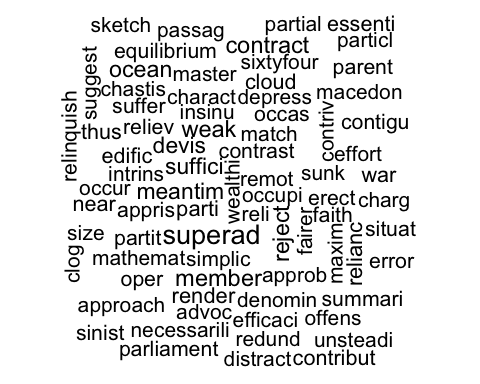 sketch passag partial essenti
equilibrium contract particl
suggest ocean master sixtyfour parent
chastis cloud
suffer charact depress macedon
relinquish insinu occas contriv contigu
thus reliev weak match
edific devis contrast effort
intrins suffici wealthi remot sunk war
occur meantim occupi erect charg
near appris parti reli reject fairer faith
size partit superad maxim relianc situat
clog mathemat simplic error
oper member approb
approach render denomin summari
advoc efficaci offens
sinist necessarili redund unsteadi
parliament distract contribut